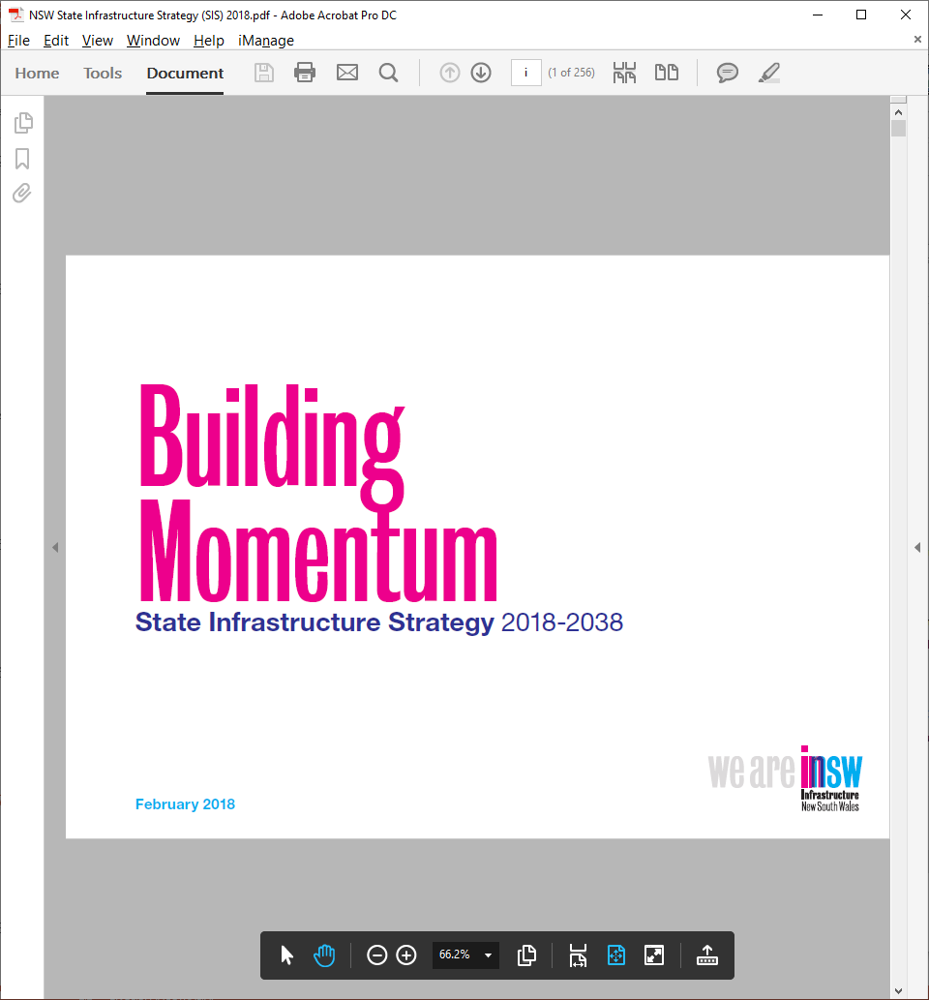 NSW State Infrastructure Strategy (SIS) 2018.pdf - Adobe Acrobat Pro DC
File Edit View Window Help iManage
Home Tools Document i (1 of 256)
Building
Momentum
State Infrastructure Strategy 2018-2038
we are insw
Infrastructure
New South Wales
February 2018
66.2%